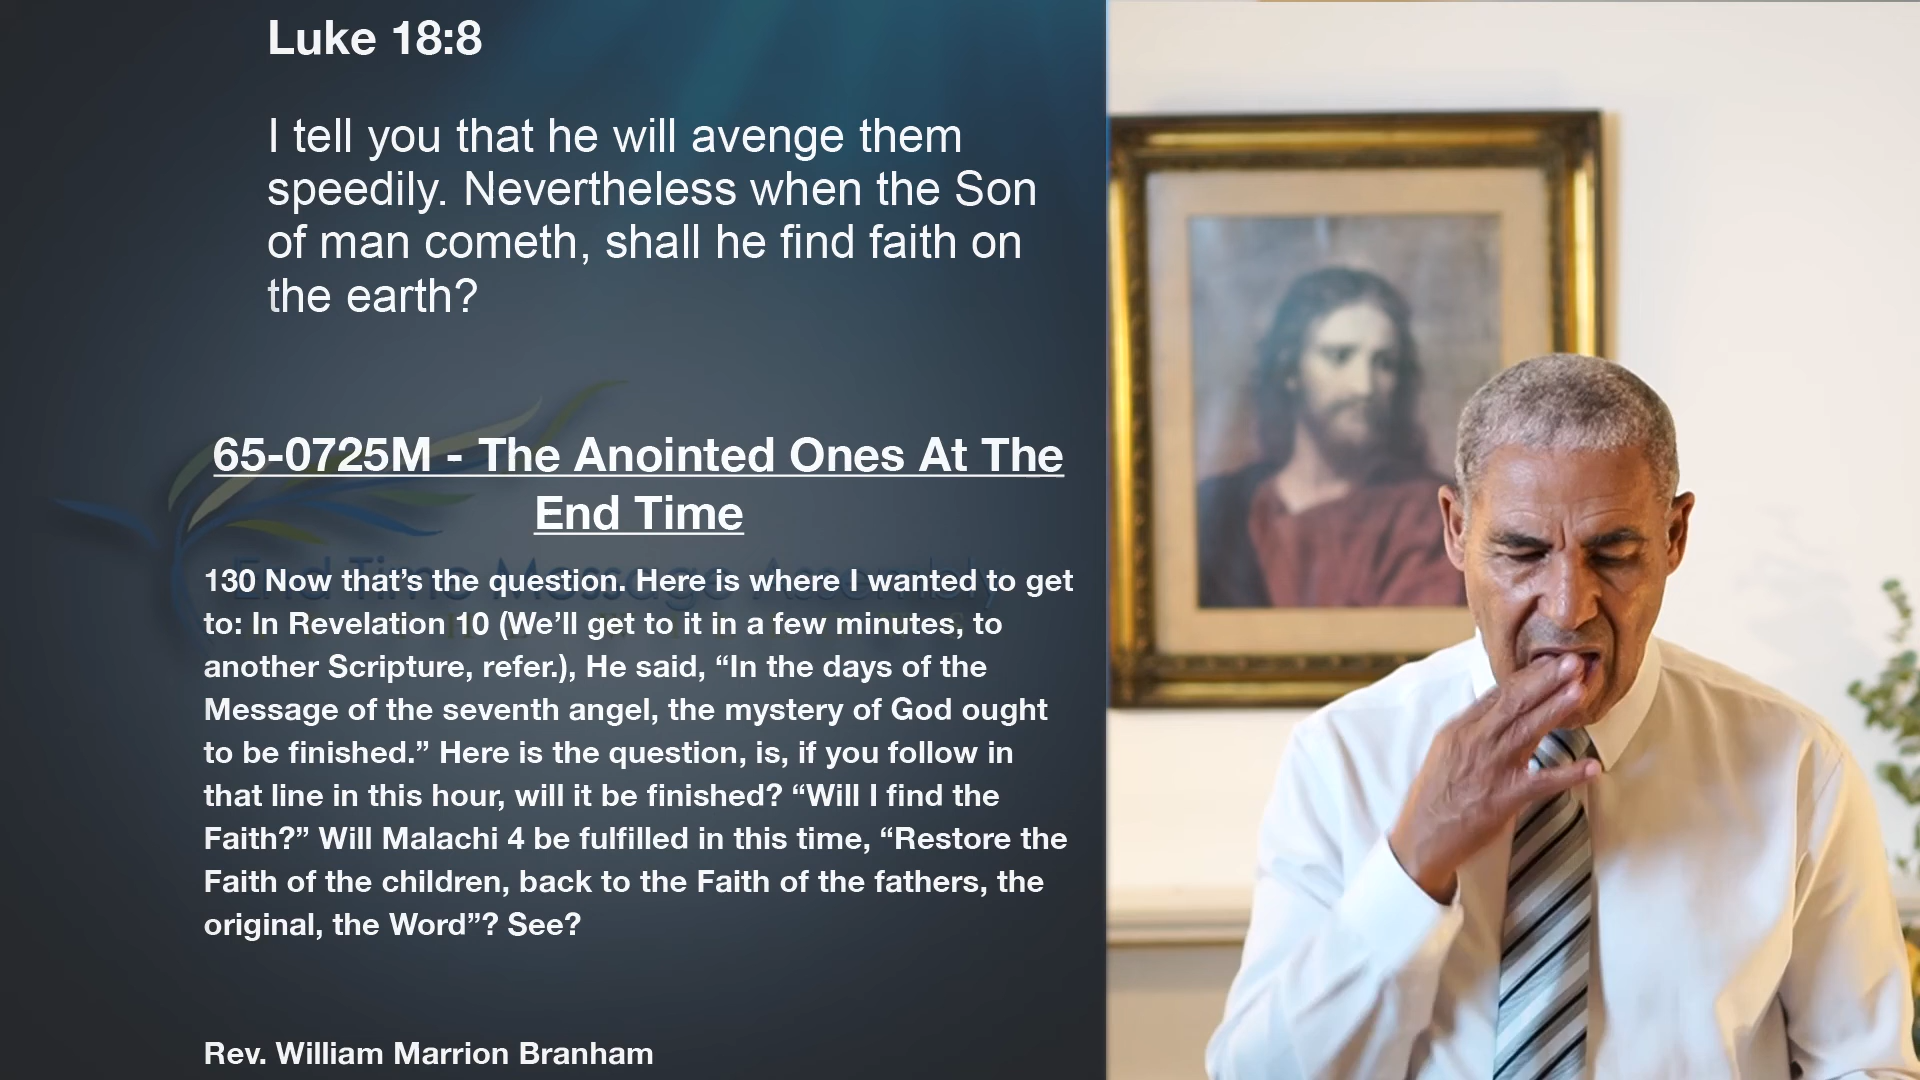 Luke 18:8
I tell you that he will avenge them
speedily. Nevertheless when the Son
of man cometh, shall he find faith on
the earth?
65-0725M - The Anointed Ones At The
End Time
130 Now that’s the question. Here is where I wanted to get
to: In Revelation 10 (We’ll get to it in a few minutes, to
another Scripture, refer.), He said, “In the days of the
Message of the seventh angel, the mystery of God ought
to be finished.” Here is the question, is, if you follow in
that line in this hour, will it be finished? “Will I find the
Faith?” Will Malachi 4 be fulfilled in this time, “Restore the
Faith of the children, back to the Faith of the fathers, the
original, the Word”? See?
End Time Message Assembly
Rev. William Marrion Branham